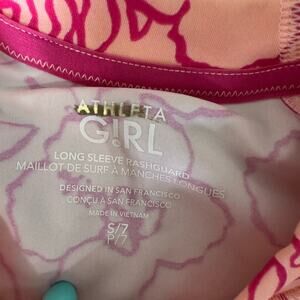 ATHLETA
G!RL
LONG SLEEVE RASHGUARD
MAILLOT DE SURF À MANCHES LONGUES
DESIGNED IN SAN FRANCISCO
CONÇU À SAN FRANCISCO
MADE IN VIETNAM
S/7
P/7